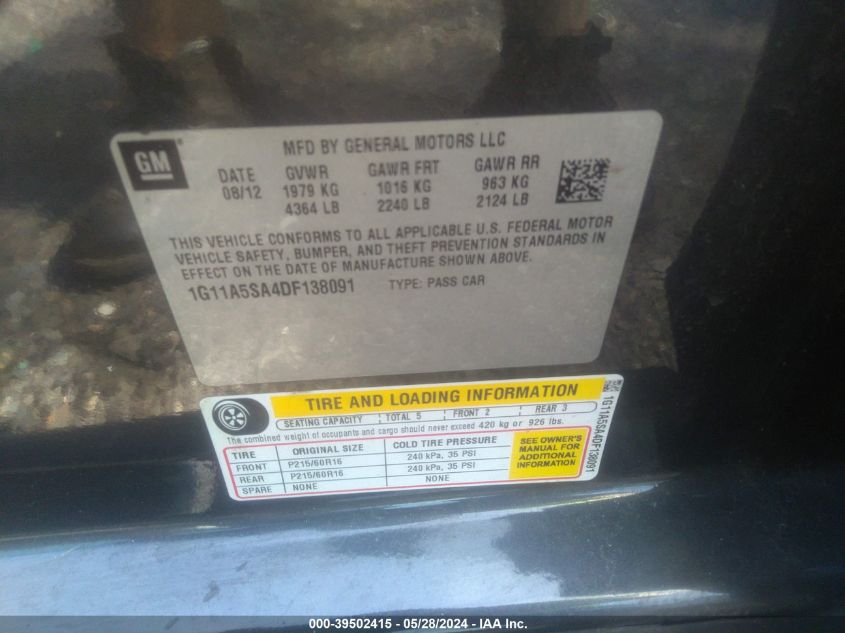 GM
MFD BY GENERAL MOTORS LLC
DATE GVWR GAWR FRT GAWR RR
08/12 1979 KG 1016 KG 963 KG
4364 LB 2240 LB 2124 LB
THIS VEHICLE CONFORMS TO ALL APPLICABLE U.S. FEDERAL MOTOR
VEHICLE SAFETY, BUMPER, AND THEFT PREVENTION STANDARDS IN
EFFECT ON THE DATE OF MANUFACTURE SHOWN ABOVE.
1G11A5SA4DF138091 TYPE: PASS CAR
TIRE AND LOADING INFORMATION
SEATING CAPACITY TOTAL 5 FRONT 2 REAR 3
The combined weight of occupants and cargo should never exceed 420 kg or 926 lbs.
TIRE ORIGINAL SIZE COLD TIRE PRESSURE
FRONT P215/60R16 240 kPa, 35 PSI
REAR P215/60R16 240 kPa, 35 PSI
SPARE NONE NONE
SEE OWNER'S
MANUAL FOR
ADDITIONAL
INFORMATION
1G11A5SA4DF138091
000-39502415 - 05/28/2024 - IAA Inc.